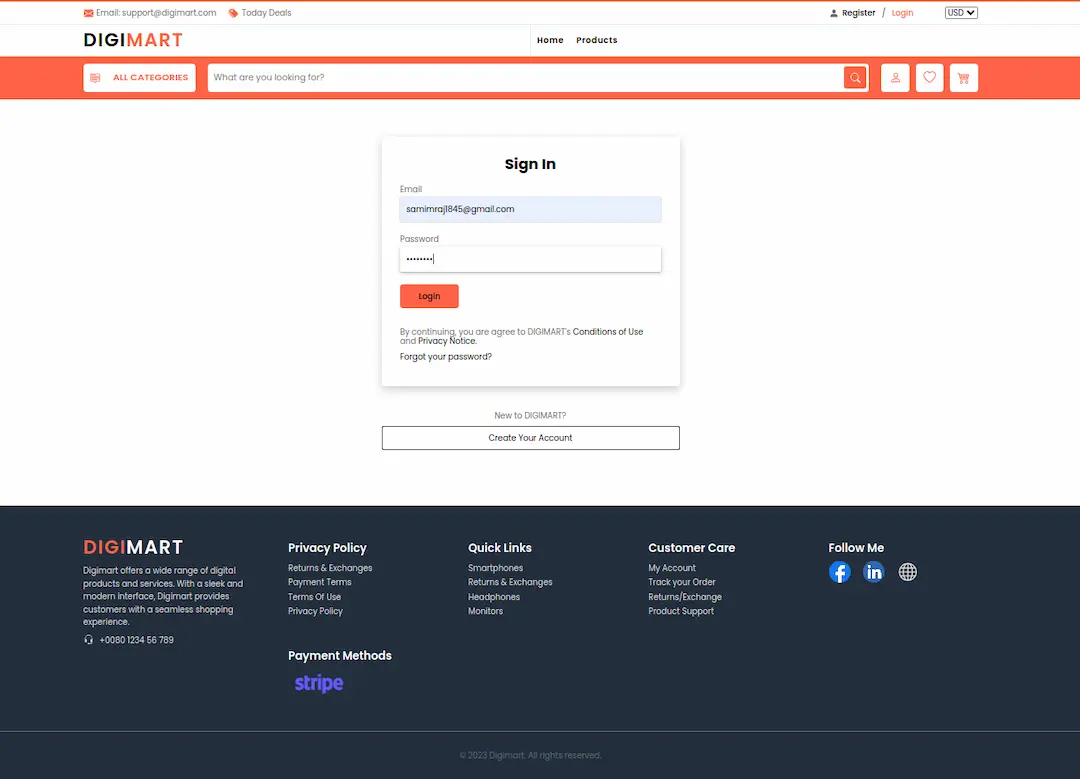 Email: support@digimart.com Today Deals Register / Login USD
DIGIMART Home Products
ALL CATEGORIES What are you looking for?
Sign In
Email
samimraj1845@gmail.com
Password
••••••••
Login
By continuing, you are agree to DIGIMART's Conditions of Use
and Privacy Notice.
Forgot your password?
New to DIGIMART?
Create Your Account
DIGIMART
Digimart offers a wide range of digital
products and services. With a sleek and
modern interface, Digimart provides
customers with a seamless shopping
experience.
+0080 1234 56 789
Privacy Policy
Returns & Exchanges
Payment Terms
Terms Of Use
Privacy Policy
Quick Links
Smartphones
Returns & Exchanges
Headphones
Monitors
Customer Care
My Account
Track your Order
Returns/Exchange
Product Support
Follow Me
Payment Methods
stripe
© 2023 Digimart. All rights reserved.